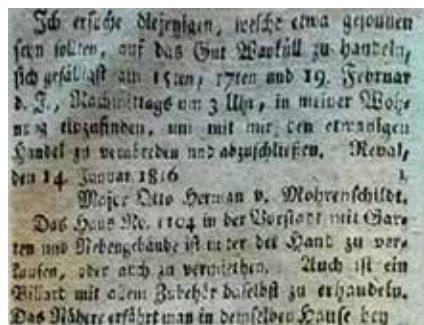 Ich ersuche diejenigen, welche etwa gesonnen
seyn sollten, auf das Gut Warküll zu handeln,
sich gefälligst am 15ten, 17ten und 19. Februar
d. J., Nachmittags um 3 Uhr, in meiner Woh-
nung einzufinden, um mit mir den etwanigen
Handel zu verabreden und abzuschließen. Reval,
den 14 Januar 1816 1.
Major Otto Herman v. Mohrenschildt.
Das Haus No. 1104 in der Vorstadt mit Gar-
ten und Nebengebäude ist unter der Hand zu ver-
kaufen, oder auch zu vermiethen. Auch ist ein
Billart mit allem Zubehör daselbst zu erhandeln.
Das Nähere erfährt man in demselben Hause bey